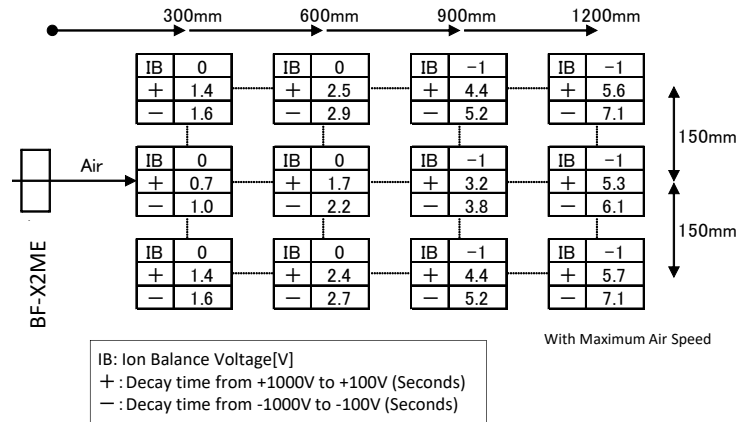 300mm 600mm 900mm 1200mm
IB 0 IB 0 IB −1 IB −1
+ 1.4 + 2.5 + 4.4 + 5.6
− 1.6 − 2.9 − 5.2 − 7.1
150mm
Air
IB 0 IB 0 IB −1 IB −1
+ 0.7 + 1.7 + 3.2 + 5.3
− 1.0 − 2.2 − 3.8 − 6.1
150mm
IB 0 IB 0 IB −1 IB −1
+ 1.4 + 2.4 + 4.4 + 5.7
− 1.6 − 2.7 − 5.2 − 7.1
BF-X2ME
With Maximum Air Speed
IB: Ion Balance Voltage[V]
+ : Decay time from +1000V to +100V (Seconds)
− : Decay time from -1000V to -100V (Seconds)